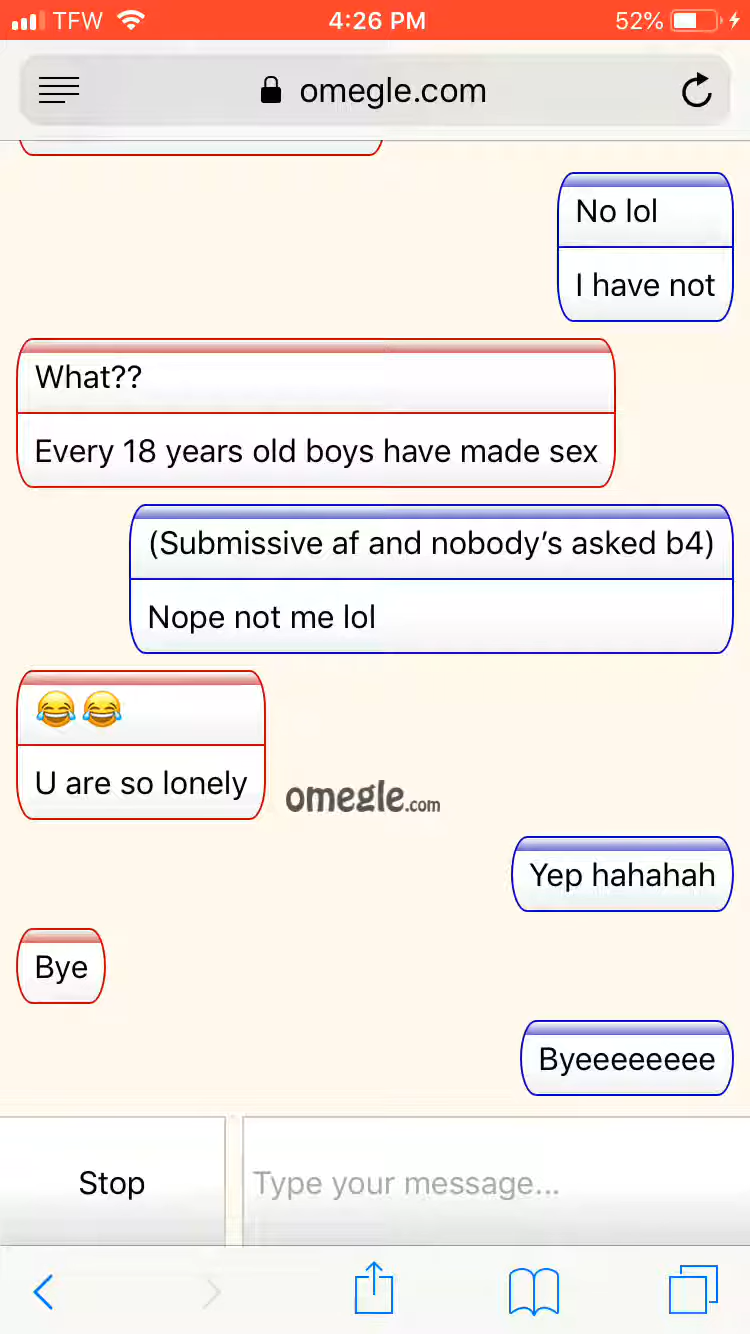 TFW 4:26 PM 52%
omegle.com
No lol
I have not
What??
Every 18 years old boys have made sex
(Submissive af and nobody’s asked b4)
Nope not me lol
😂😂
U are so lonely
omegle.com
Yep hahahah
Bye
Byeeeeeeee
Stop
Type your message...